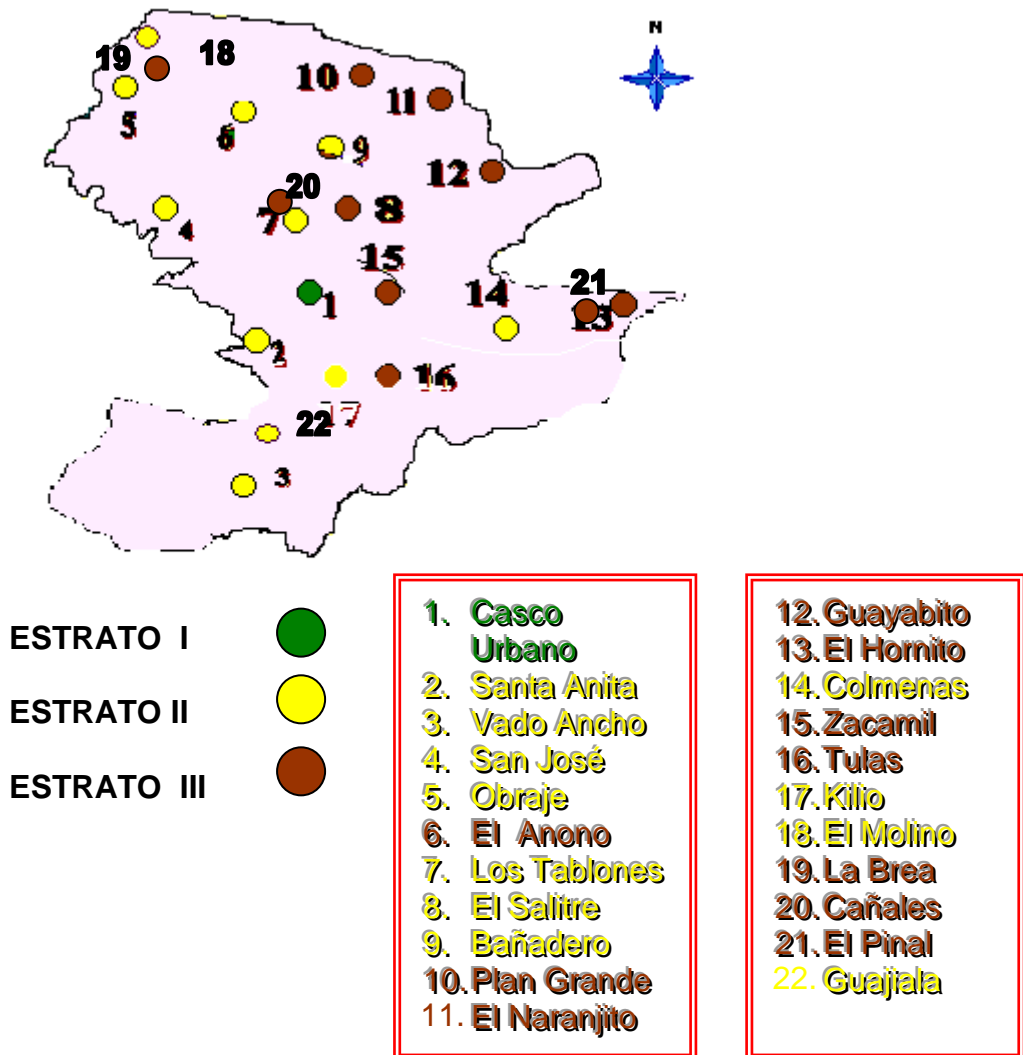 N
19
18
10
11
5
6
9
12
20
7
8
4
15
21
14
13
1
2
16
17
22
3
ESTRATO I
ESTRATO II
ESTRATO III
1. Casco
Urbano
2. Santa Anita
3. Vado Ancho
4. San José
5. Obraje
6. El Anono
7. Los Tablones
8. El Salitre
9. Bañadero
10. Plan Grande
11. El Naranjito
12. Guayabito
13. El Hornito
14. Colmenas
15. Zacamil
16. Tulas
17. Kilio
18. El Molino
19. La Brea
20. Cañales
21. El Pinal
22. Guajiala